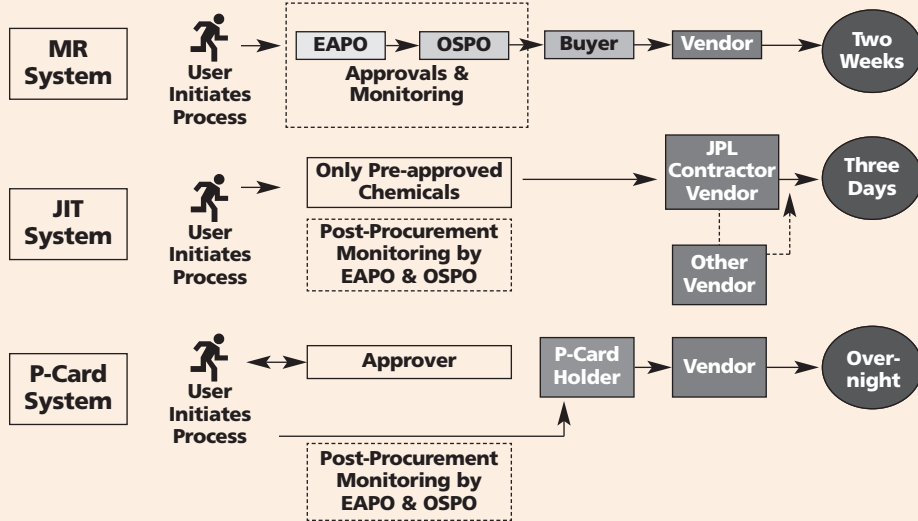 MR
System
User
Initiates
Process
EAPO
OSPO
Approvals &
Monitoring
Buyer
Vendor
Two
Weeks
JIT
System
User
Initiates
Process
Only Pre-approved
Chemicals
Post-Procurement
Monitoring by
EAPO & OSPO
JPL
Contractor
Vendor
Other
Vendor
Three
Days
P-Card
System
User
Initiates
Process
Approver
Post-Procurement
Monitoring by
EAPO & OSPO
P-Card
Holder
Vendor
Over-
night